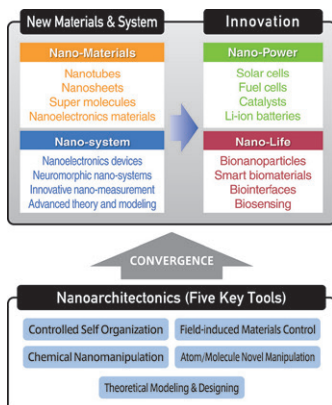 New Materials & System
Nano-Materials
Nanotubes
Nanosheets
Super molecules
Nanoelectronics materials
Nano-system
Nanoelectronics devices
Neuromorphic nano-systems
Innovative nano-measurement
Advanced theory and modeling
Innovation
Nano-Power
Solar cells
Fuel cells
Catalysts
Li-ion batteries
Nano-Life
Bionanoparticles
Smart biomaterials
Biointerfaces
Biosensing
CONVERGENCE
Nanoarchitectonics (Five Key Tools)
Controlled Self Organization
Field-induced Materials Control
Chemical Nanomanipulation
Atom/Molecule Novel Manipulation
Theoretical Modeling & Designing